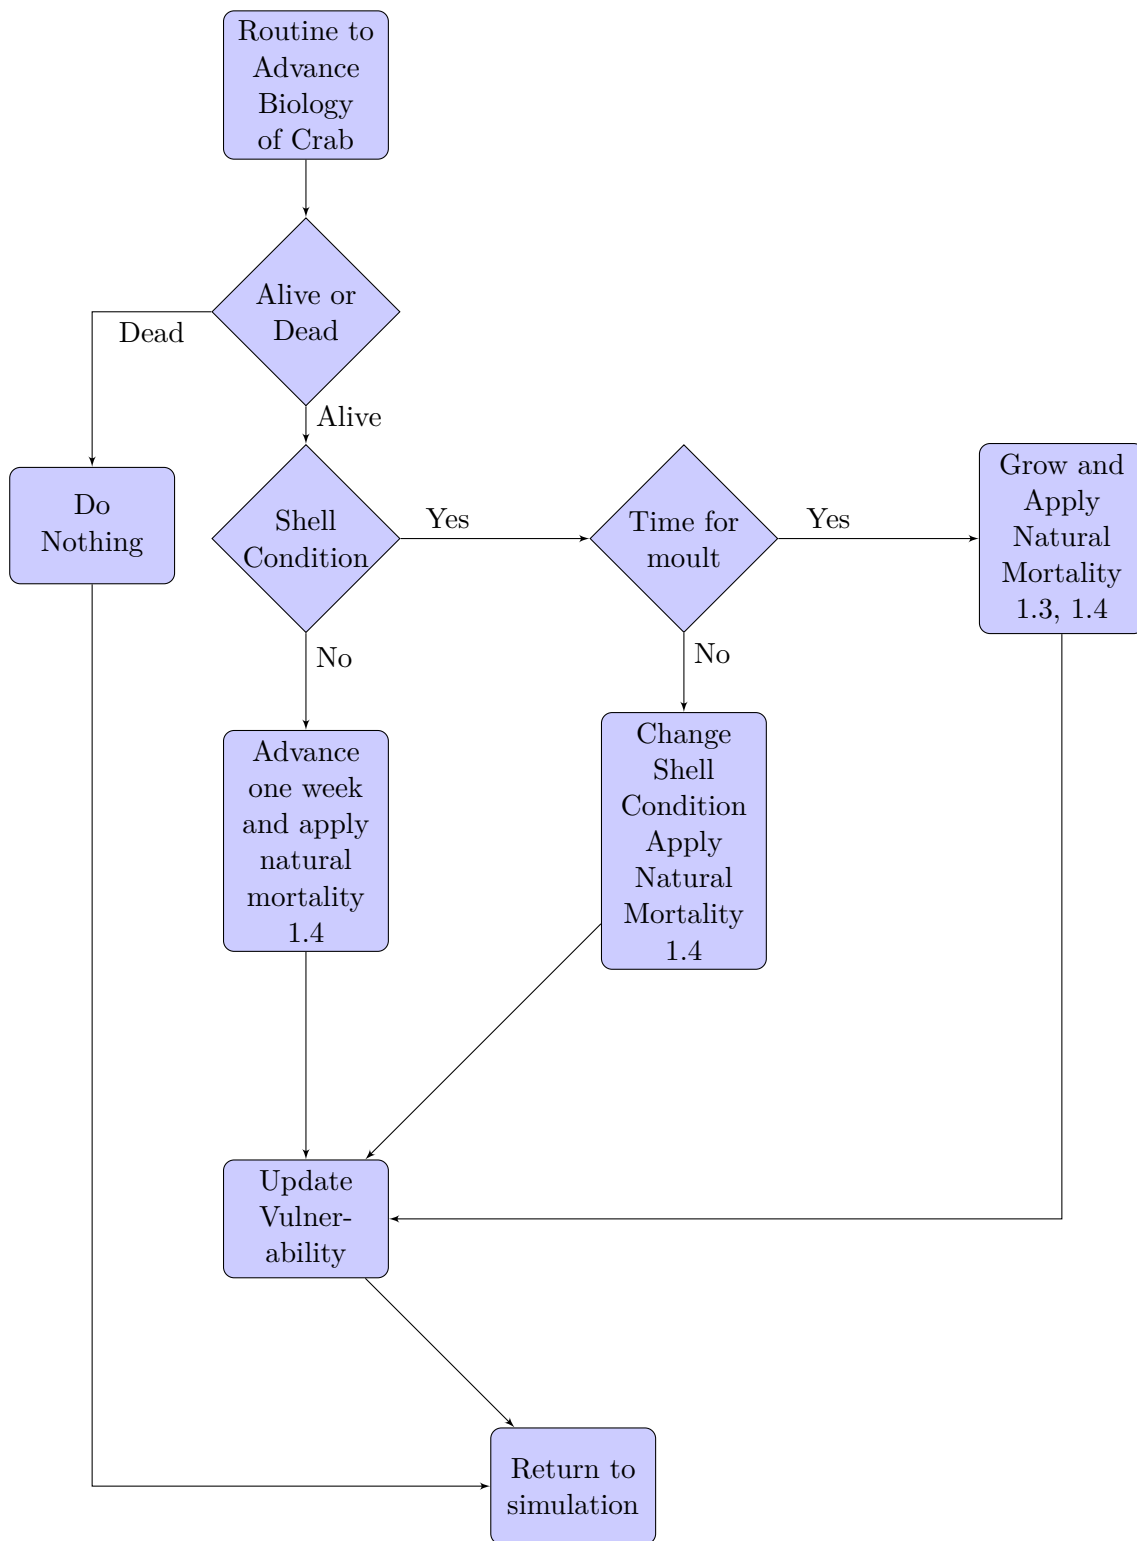 Routine to
Advance
Biology
of Crab
Alive or
Dead
Dead
Alive
Do
Nothing
Shell
Condition
Yes
Time for
moult
Yes
Grow and
Apply
Natural
Mortality
1.3, 1.4
No
No
Advance
one week
and apply
natural
mortality
1.4
Change
Shell
Condition
Apply
Natural
Mortality
1.4
Update
Vulner-
ability
Return to
simulation